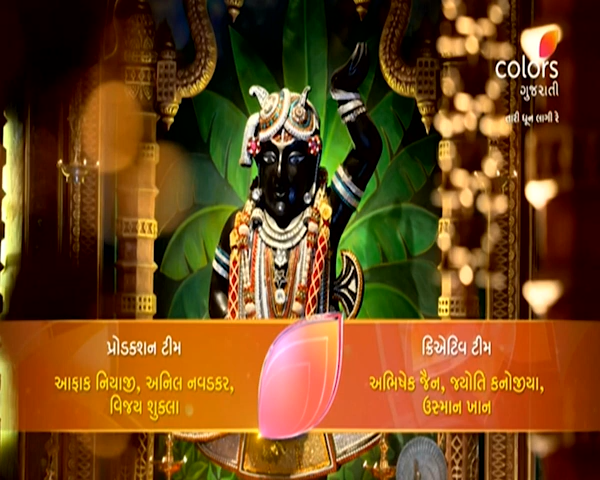 colors
ગુજરાતી
તારી ધૂન લાગી રે
પ્રોડક્શન ટીમ
આફાક નિયાજી, અનિલ નવડકર,
વિજય શુક્લા
ક્રિએટિવ ટીમ
અભિષેક જૈન, જ્યોતિ કનોજીયા,
ઉસ્માન ખાન